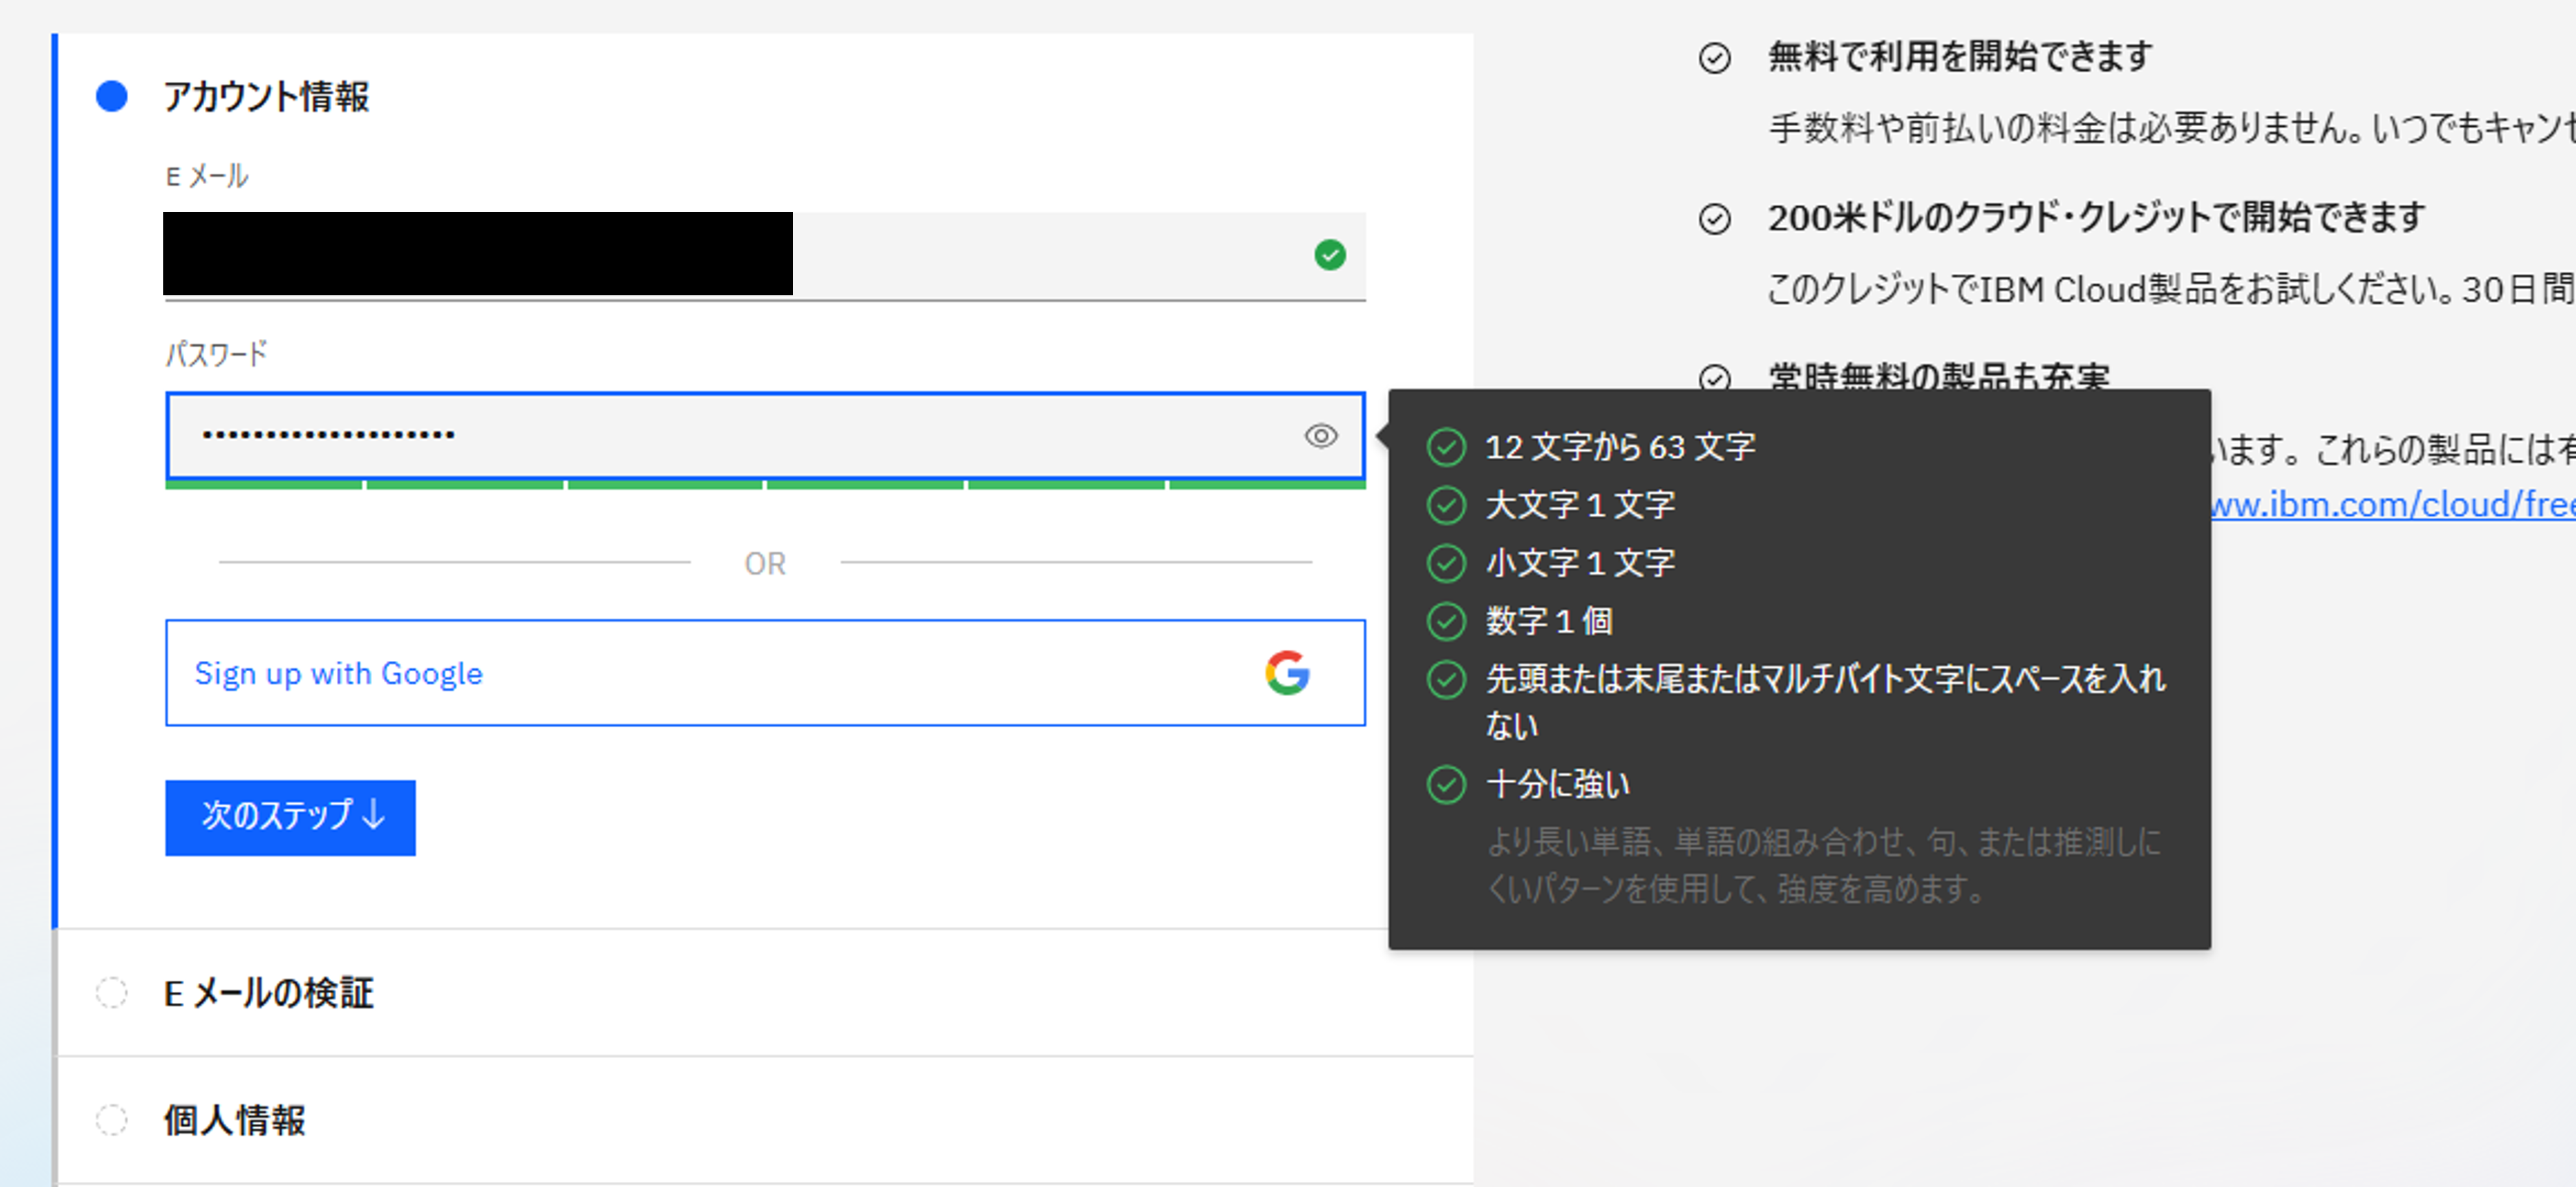 アカウント情報
E メール
パスワード
••••••••••••••••••••
OR
Sign up with Google
次のステップ ↓
E メールの検証
個人情報
無料で利用を開始できます
手数料や前払いの料金は必要ありません。いつでもキャンセ
200米ドルのクラウド・クレジットで開始できます
このクレジットでIBM Cloud製品をお試しください。30日間
常時無料の製品も充実
います。これらの製品には有
ww.ibm.com/cloud/free
12 文字から 63 文字
大文字 1 文字
小文字 1 文字
数字 1 個
先頭または末尾またはマルチバイト文字にスペースを入れ
ない
十分に強い
より長い単語、単語の組み合わせ、句、または推測しに
くいパターンを使用して、強度を高めます。